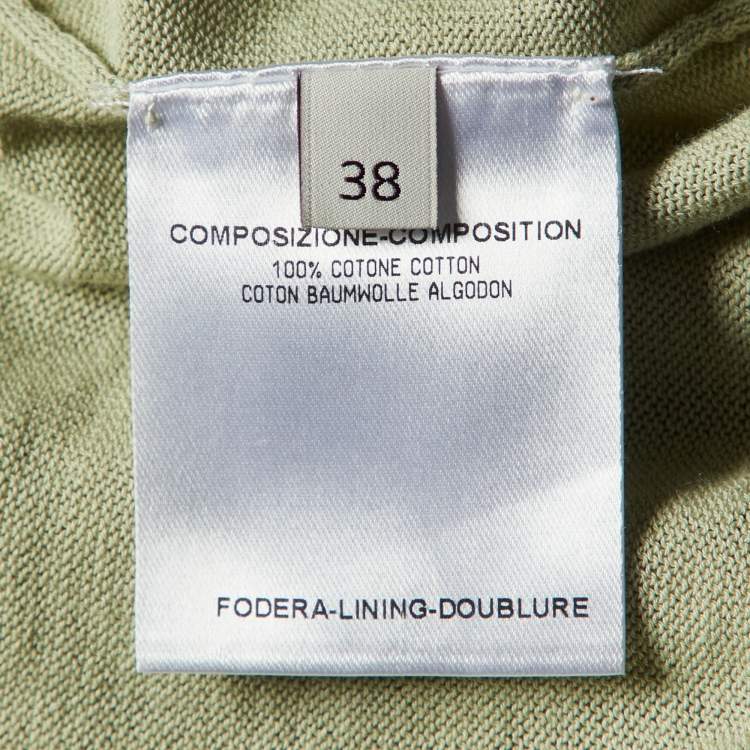 38
COMPOSIZIONE-COMPOSITION
100% COTONE COTTON
COTON BAUMWOLLE ALGODON
FODERA-LINING-DOUBLURE